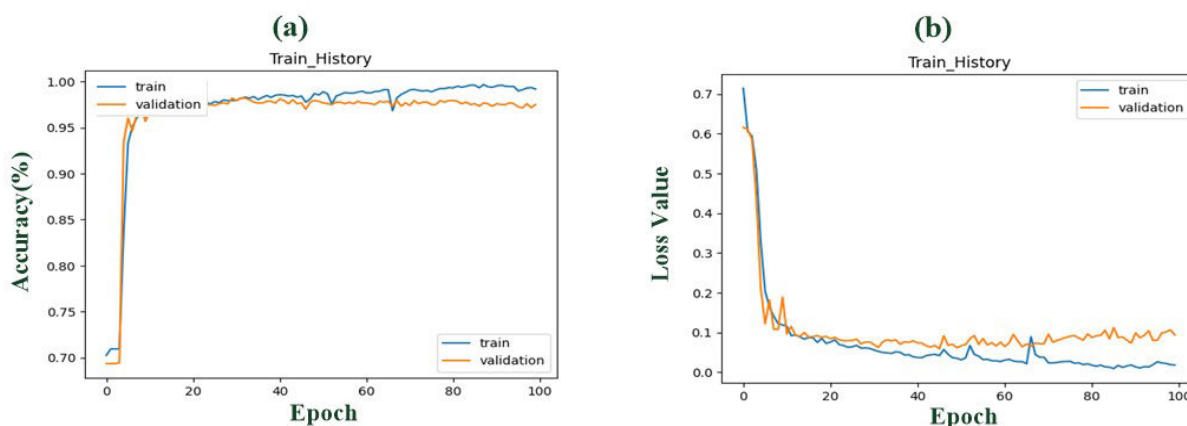 (a)
Train_History
Accuracy(%)
1.00
0.95
0.90
0.85
0.80
0.75
0.70
train
validation
train
validation
0
20
40
60
80
100
Epoch
(b)
Train_History
Loss Value
0.7
0.6
0.5
0.4
0.3
0.2
0.1
0.0
train
validation
0
20
40
60
80
100
Epoch